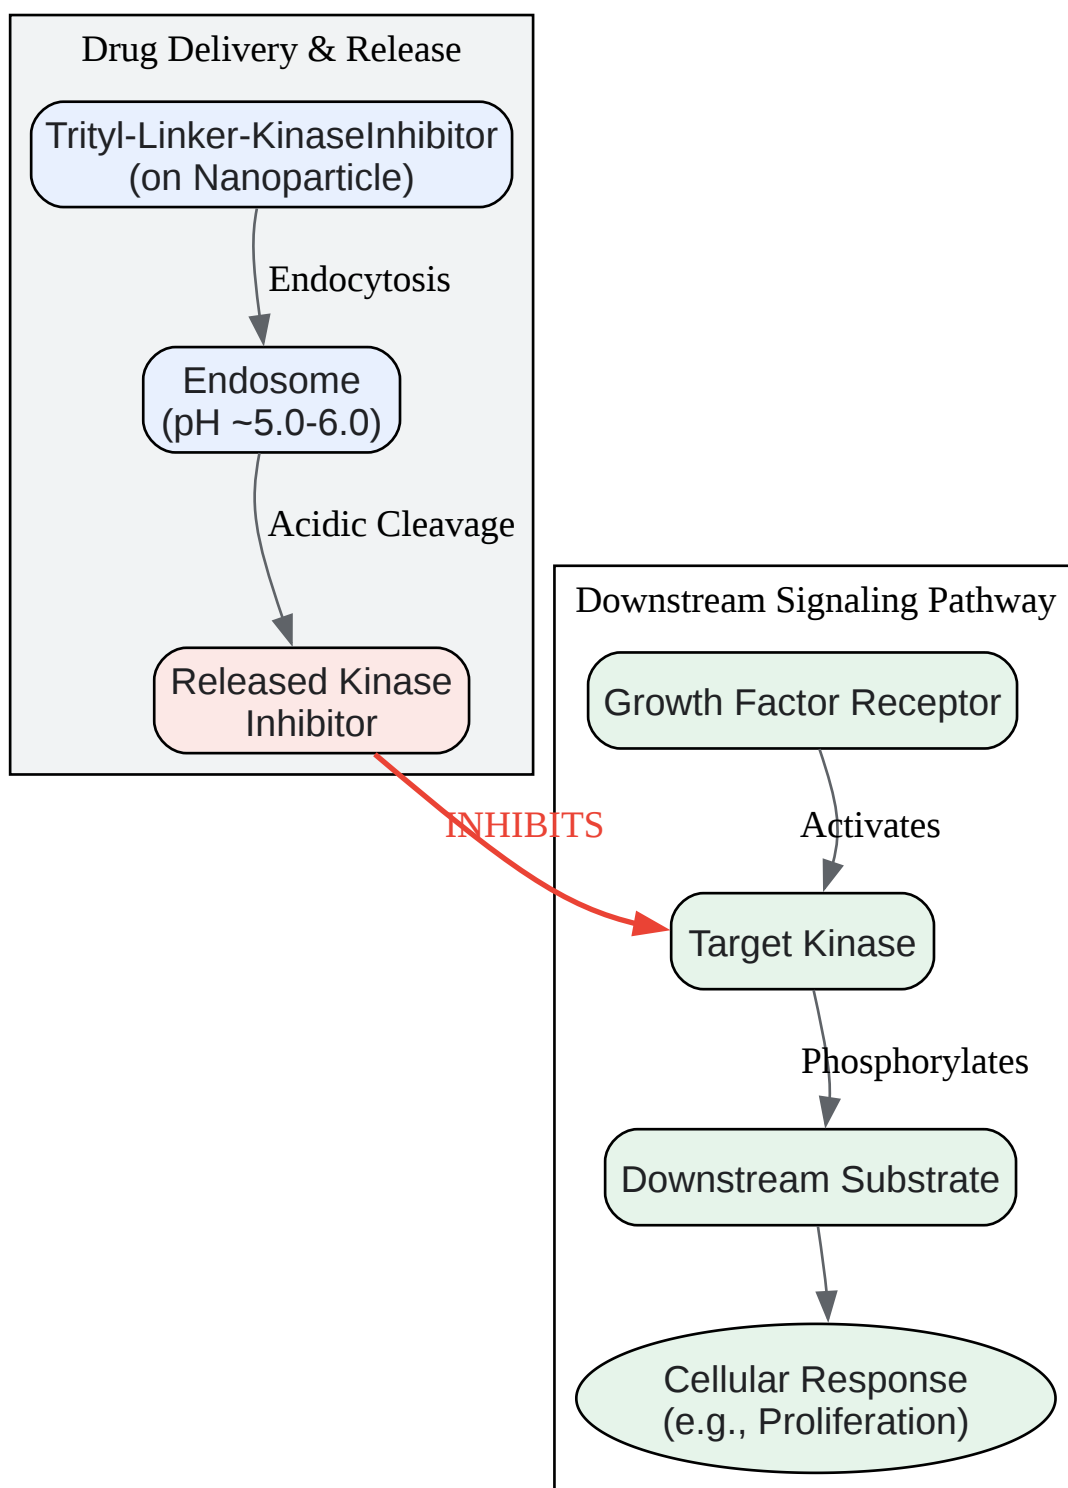 Drug Delivery & Release
Trityl-Linker-KinaseInhibitor
(on Nanoparticle)
Endocytosis
Endosome
(pH ~5.0-6.0)
Acidic Cleavage
Released Kinase
Inhibitor
INHIBITS
Downstream Signaling Pathway
Growth Factor Receptor
Activates
Target Kinase
Phosphorylates
Downstream Substrate
Cellular Response
(e.g., Proliferation)